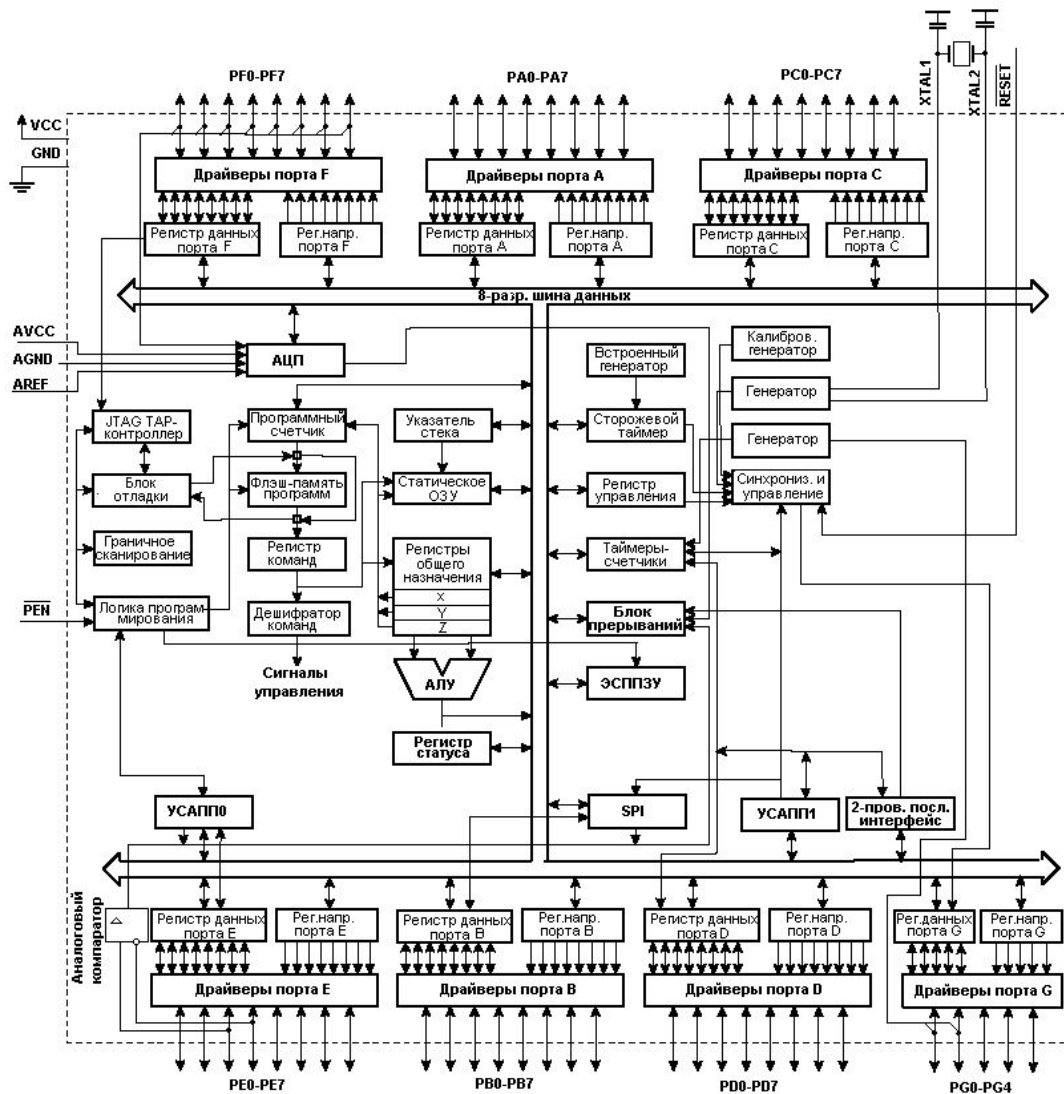 PF0-PF7
PA0-PA7
PC0-PC7
XTAL1
XTAL2
RESET
VCC
GND
Драйверы порта F
Драйверы порта A
Драйверы порта C
Регистр данных
порта F
Рег.напр.
порта F
Регистр данных
порта A
Рег.напр.
порта A
Регистр данных
порта C
Рег.напр.
порта C
8-разр. шина данных
AVCC
AGND
AREF
АЦП
Встроенный
генератор
Калибров.
генератор
Генератор
JTAG TAP-
контроллер
Программный
счетчик
Указатель
стека
Сторожевой
таймер
Генератор
Блок
отладки
Флэш-память
программ
Статическое
ОЗУ
Регистр
управления
Синхрониз. и
управление
Граничное
сканирование
Регистр
команд
Регистры
общего
назначения
X
Y
Z
Таймеры-
счетчики
PEN
Логика програм-
мирования
Дешифратор
команд
Блок
прерываний
Сигналы
управления
АЛУ
ЭСППЗУ
Регистр
статуса
УСАПП0
SPI
УСАПП1
2-пров. посл.
интерфейс
Аналоговый
компаратор
Регистр данных
порта E
Рег.напр.
порта E
Регистр данных
порта B
Рег.напр.
порта B
Регистр данных
порта D
Рег.напр.
порта D
Рег.данных
порта G
Рег.напр.
порта G
Драйверы порта E
Драйверы порта B
Драйверы порта D
Драйверы порта G
PE0-PE7
PB0-PB7
PD0-PD7
PG0-PG4